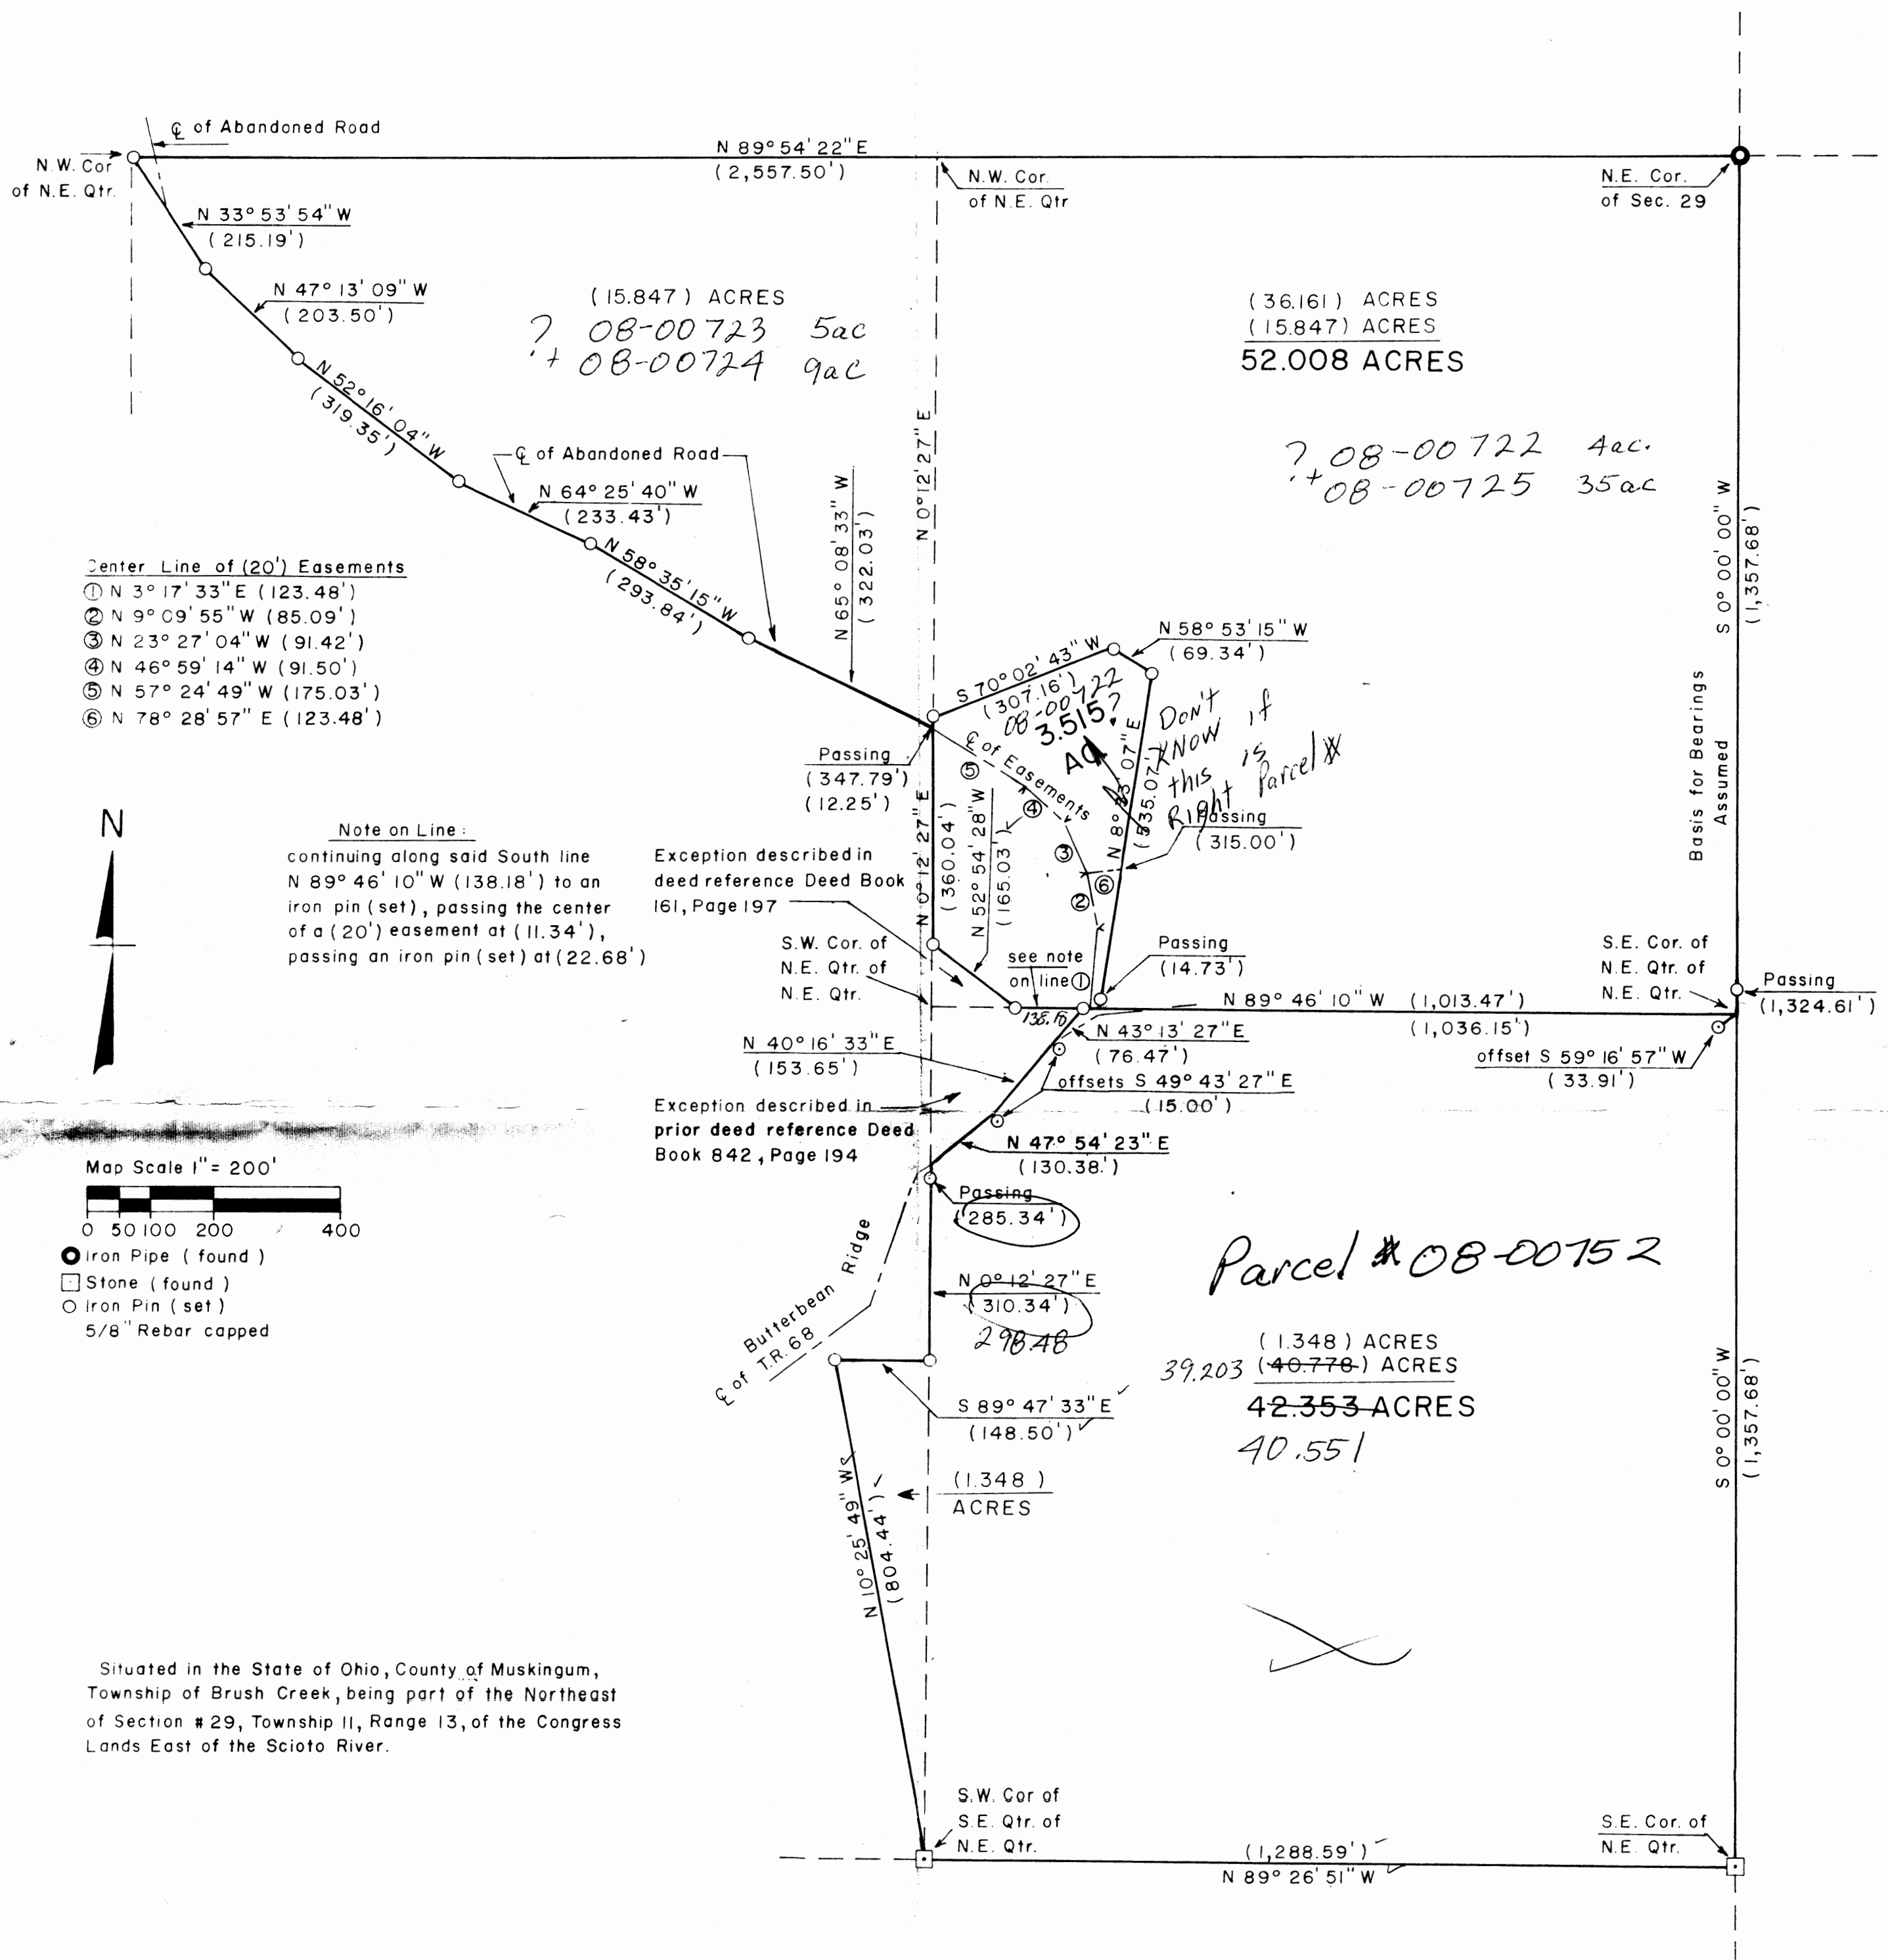 ℄ of Abandoned Road
N.W. Cor
of N.E. Qtr.
N 89° 54' 22" E
(2,557.50')
N.W. Cor.
of N.E. Qtr
N.E. Cor.
of Sec. 29
N 33° 53' 54" W
(215.19')
N 47° 13' 09" W
(203.50')
(15.847) ACRES
? 08-00723 5ac
+ 08-00724 9ac
(36.161) ACRES
(15.847) ACRES
52.008 ACRES
N 52° 16' 04" W
(319.35')
℄ of Abandoned Road
N 64° 25' 40" W
(233.43')
? 08-00722 4ac.
+ 08-00725 35ac
N 0° 12' 27" E
N 65° 08' 33" W
(322.03')
S 0° 00' 00" W
(1,357.68')
N 58° 35' 15" W
(293.84')
Center Line of (20') Easements
① N 3° 17' 33" E (123.48')
② N 9° 09' 55" W (85.09')
③ N 23° 27' 04" W (91.42')
④ N 46° 59' 14" W (91.50')
⑤ N 57° 24' 49" W (175.03')
⑥ N 78° 28' 57" E (123.48')
N 58° 53' 15" W
(69.34')
S 70° 02' 43" W
(307.16')
08-00722
3.515?
AC
Don't
KNOW if
this is
Right Parcel #
Basis for Bearings
Assumed
Passing
(347.79')
(12.25')
℄ of Easements
⑤
④
③
⑥
②
①
(535.07')
Passing
(315.00')
N
Note on Line:
continuing along said South line
N 89° 46' 10" W (138.18') to an
iron pin (set), passing the center
of a (20') easement at (11.34'),
passing an iron pin (set) at (22.68')
Exception described in
deed reference Deed Book
161, Page 197
N 0° 12' 27" E
(360.04')
N 52° 54' 28" W
(165.03')
S.W. Cor. of
N.E. Qtr. of
N.E. Qtr.
see note
on line
Passing
(14.73')
S.E. Cor. of
N.E. Qtr. of
N.E. Qtr.
Passing
(1,324.61')
N 89° 46' 10" W (1,013.47')
(1,036.15')
138.18
N 40° 16' 33" E
(153.65')
N 43° 13' 27" E
(76.47')
offset S 59° 16' 57" W
(33.91')
offsets S 49° 43' 27" E
(15.00')
Exception described in
prior deed reference Deed
Book 842, Page 194
N 47° 54' 23" E
(130.38')
Map Scale 1" = 200'
0 50 100 200 400
Iron Pipe (found)
Stone (found)
Iron Pin (set)
5/8" Rebar capped
Passing
(285.34')
Butterbean Ridge
℄ of T.R. 68
N 0° 12' 27" E
(310.34')
298.48
Parcel # 08-00752
(1.348) ACRES
39.203 (40.778) ACRES
42.353 ACRES
40.551
S 89° 47' 33" E
(148.50')
S 0° 00' 00" W
(1,357.68')
(1.348)
ACRES
N 10° 25' 49" W
(804.44')
Situated in the State of Ohio, County of Muskingum,
Township of Brush Creek, being part of the Northeast
of Section # 29, Township 11, Range 13, of the Congress
Lands East of the Scioto River.
S.W. Cor of
S.E. Qtr. of
N.E. Qtr.
(1,288.59')
N 89° 26' 51" W
S.E. Cor. of
N.E. Qtr.